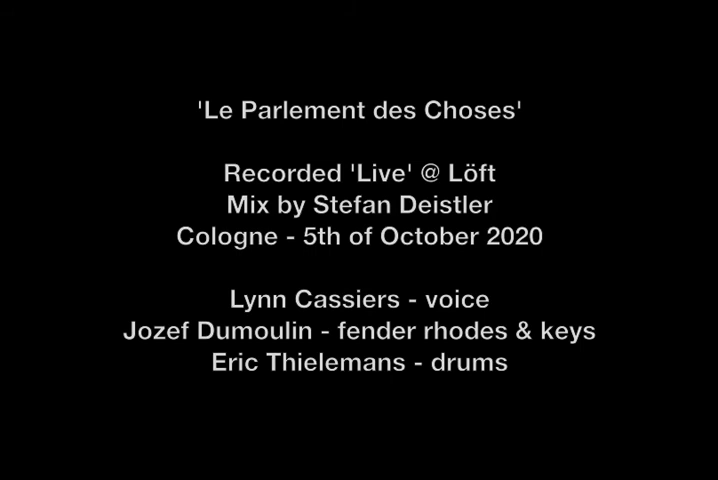 'Le Parlement des Choses'
Recorded 'Live' @ Löft
Mix by Stefan Deistler
Cologne - 5th of October 2020
Lynn Cassiers - voice
Jozef Dumoulin - fender rhodes & keys
Eric Thielemans - drums